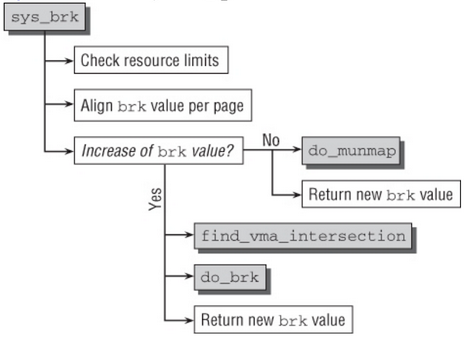 sys_brk
Check resource limits
Align brk value per page
Increase of brk value?
No
do_munmap
Return new brk value
Yes
find_vma_intersection
do_brk
Return new brk value